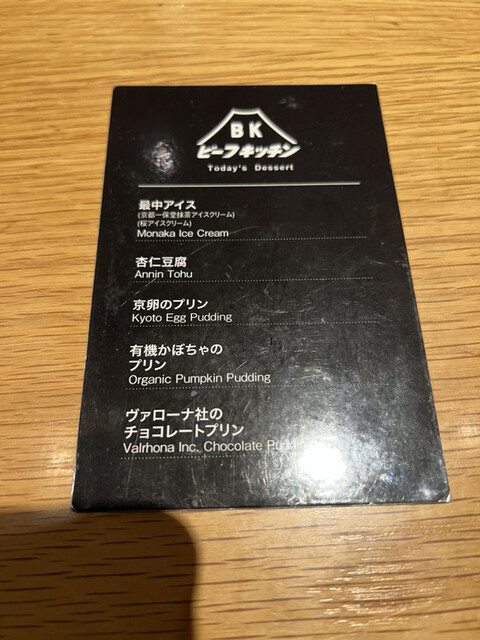 BK
ビーフキッチン
Today's Dessert
最中アイス
(京都一保堂抹茶アイスクリーム)
(桜アイスクリーム)
Monaka Ice Cream
杏仁豆腐
Annin Tohu
京卵のプリン
Kyoto Egg Pudding
有機かぼちゃの
プリン
Organic Pumpkin Pudding
ヴァローナ社の
チョコレートプリン
Valrhona Inc. Chocolate Pudding